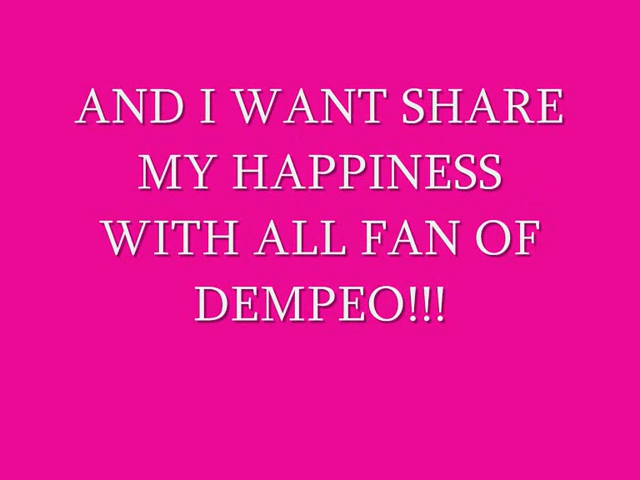 AND I WANT SHARE
MY HAPPINESS
WITH ALL FAN OF
DEMPEO!!!